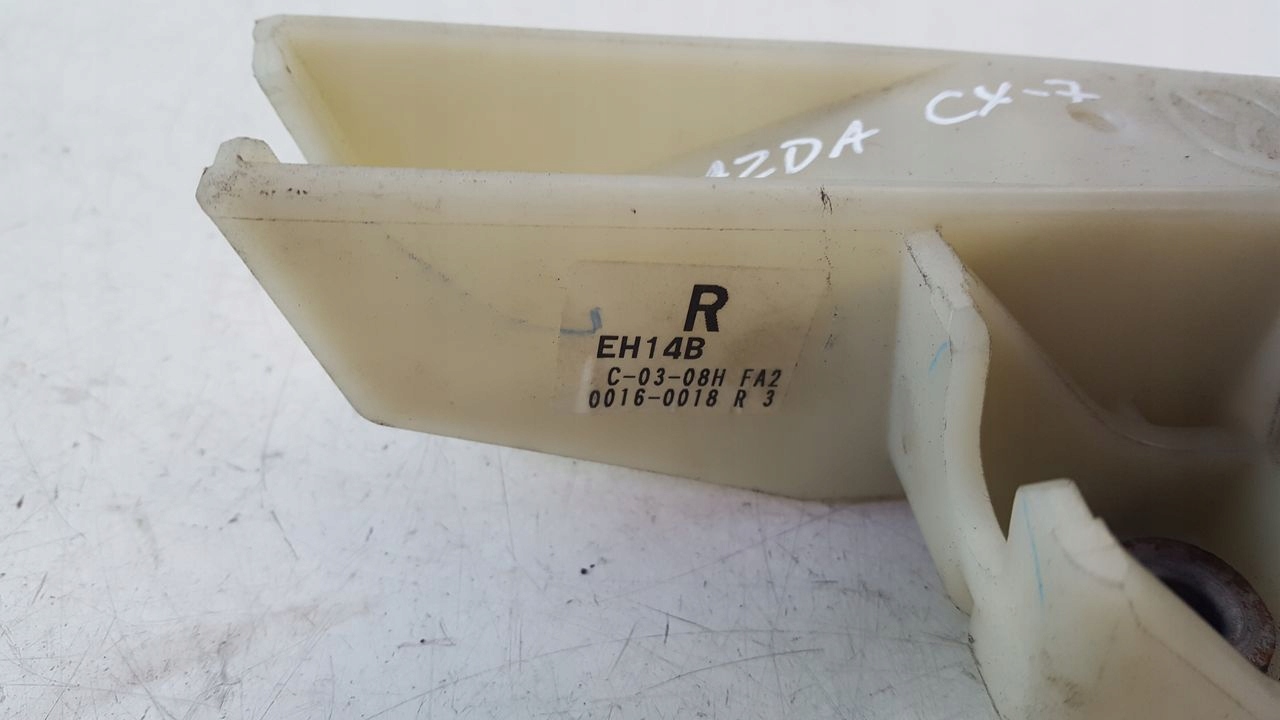 AZDA CX-7
R
EH14B
C-03-08H FA2
0016-0018 R 3